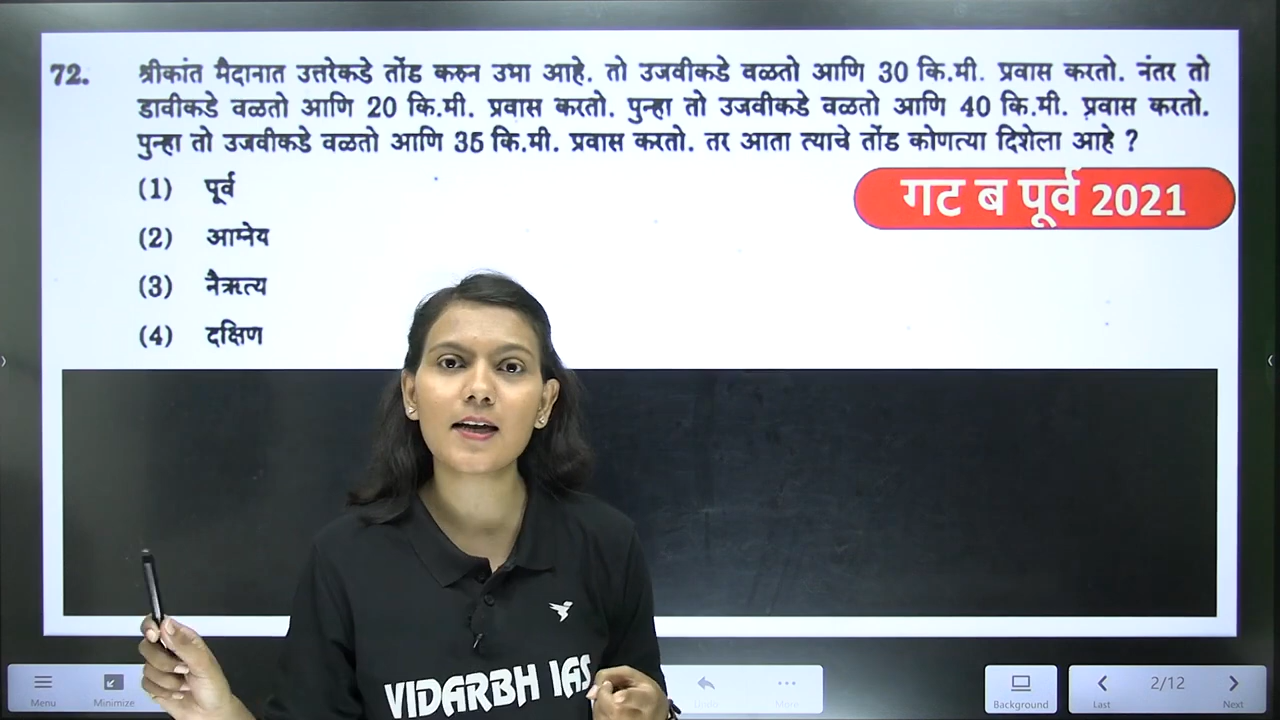 72. श्रीकांत मैदानात उत्तरेकडे तोंड करुन उभा आहे. तो उजवीकडे वळतो आणि 30 कि.मी. प्रवास करतो. नंतर तो
डावीकडे वळतो आणि 20 कि.मी. प्रवास करतो. पुन्हा तो उजवीकडे वळतो आणि 40 कि.मी. प्रवास करतो.
पुन्हा तो उजवीकडे वळतो आणि 35 कि.मी. प्रवास करतो. तर आता त्याचे तोंड कोणत्या दिशेला आहे ?
(1) पूर्व
गट ब पूर्व 2021
(2) आग्नेय
(3) नैऋत्य
(4) दक्षिण
VIDARBH IAS
Menu
Minimize
Undo
More
Background
Last
2/12
Next